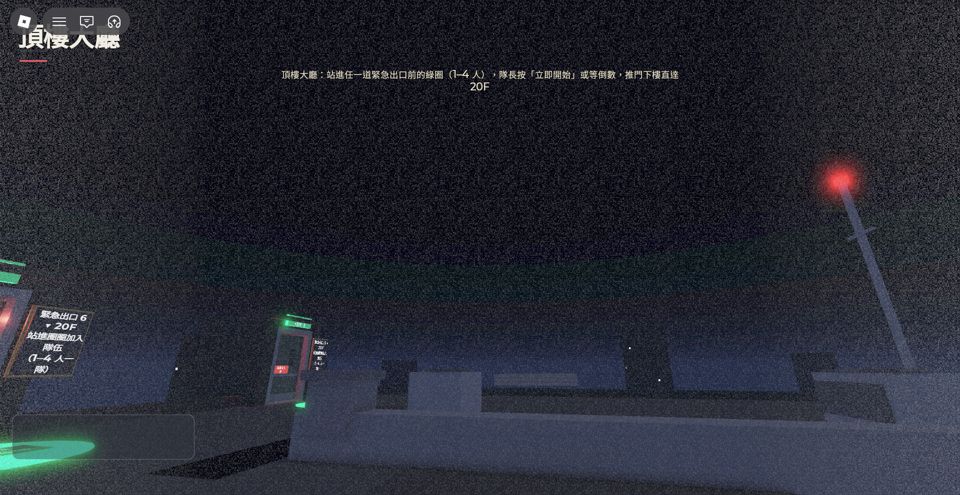 頂樓大廳
頂樓大廳：站進任一道緊急出口前的綠圈（1–4 人），隊長按「立即開始」或等倒數，推門下樓直達
20F
緊急出口 6
▼ 20F
站進圈圈加入
隊伍
（1–4 人一
隊）